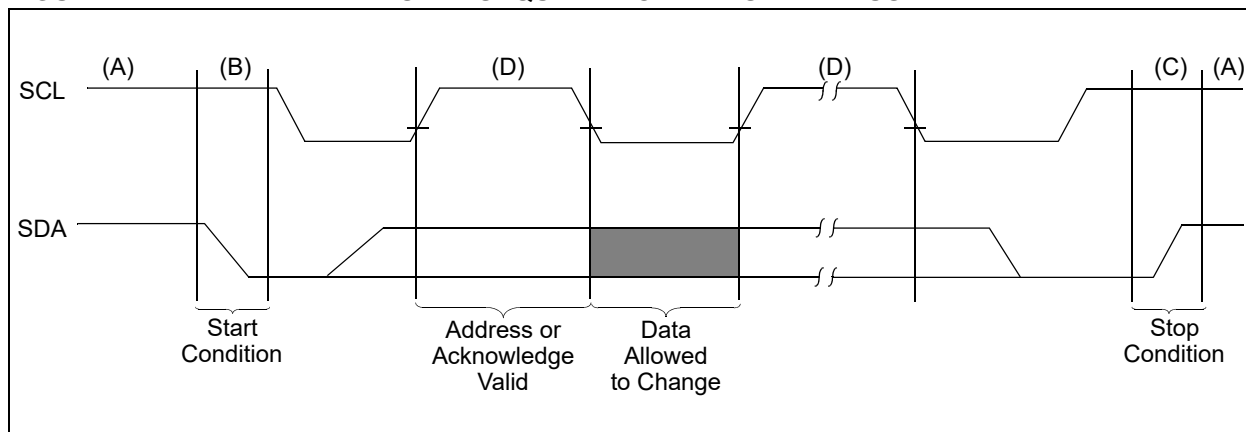 (A) (B) (D) (D) (C) (A)
SCL
SDA
Start
Condition
Address or
Acknowledge
Valid
Data
Allowed
to Change
Stop
Condition